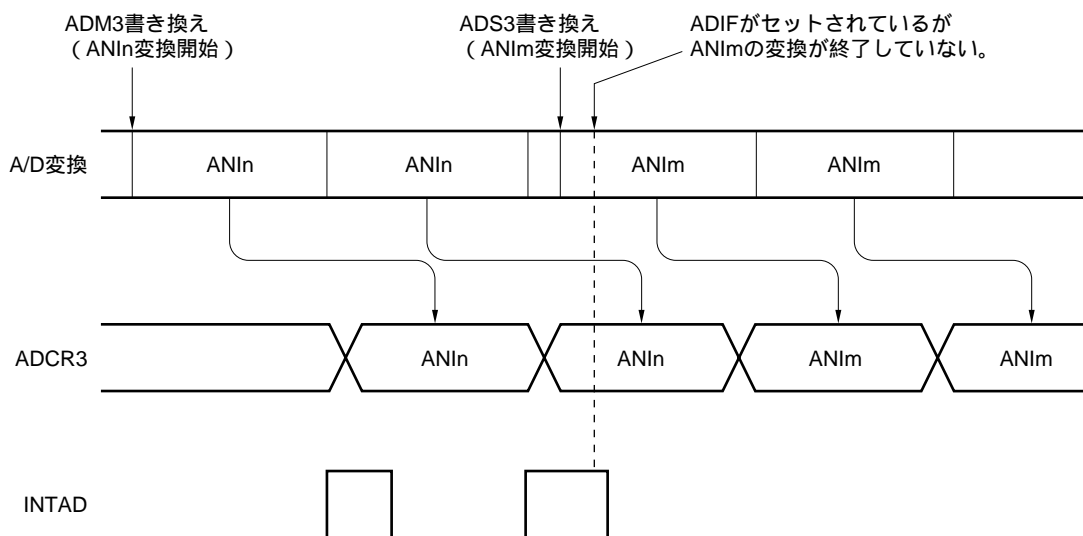 ADM3書き換え
（ANIn変換開始）
ADS3書き換え
（ANIm変換開始）
ADIFがセットされているが
ANImの変換が終了していない。
A/D変換
ANIn
ANIn
ANIm
ANIm
ADCR3
ANIn
ANIn
ANIm
ANIm
INTAD